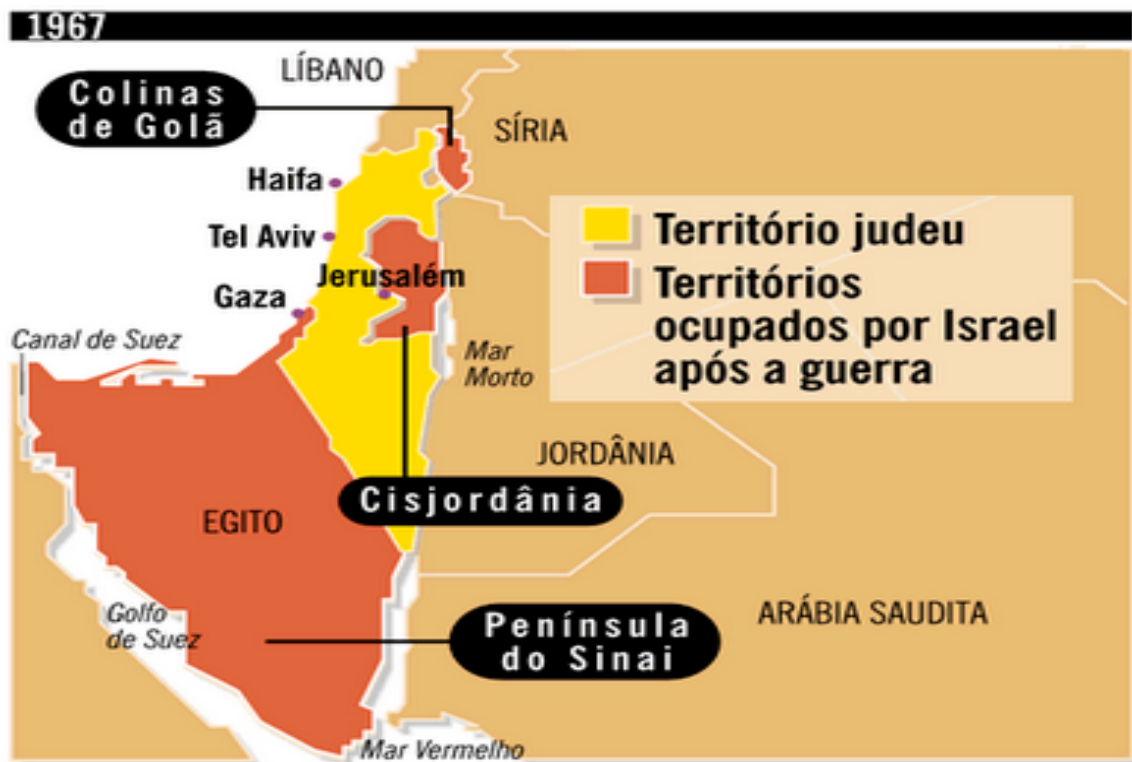 1967
LÍBANO
Colinas
de Golã
SÍRIA
Haifa
Tel Aviv
Jerusalém
Gaza
Canal de Suez
Território judeu
Territórios
ocupados por Israel
após a guerra
Mar
Morto
JORDÂNIA
Cisjordânia
EGITO
Golfo
de Suez
Península
do Sinai
ARÁBIA SAUDITA
Mar Vermelho